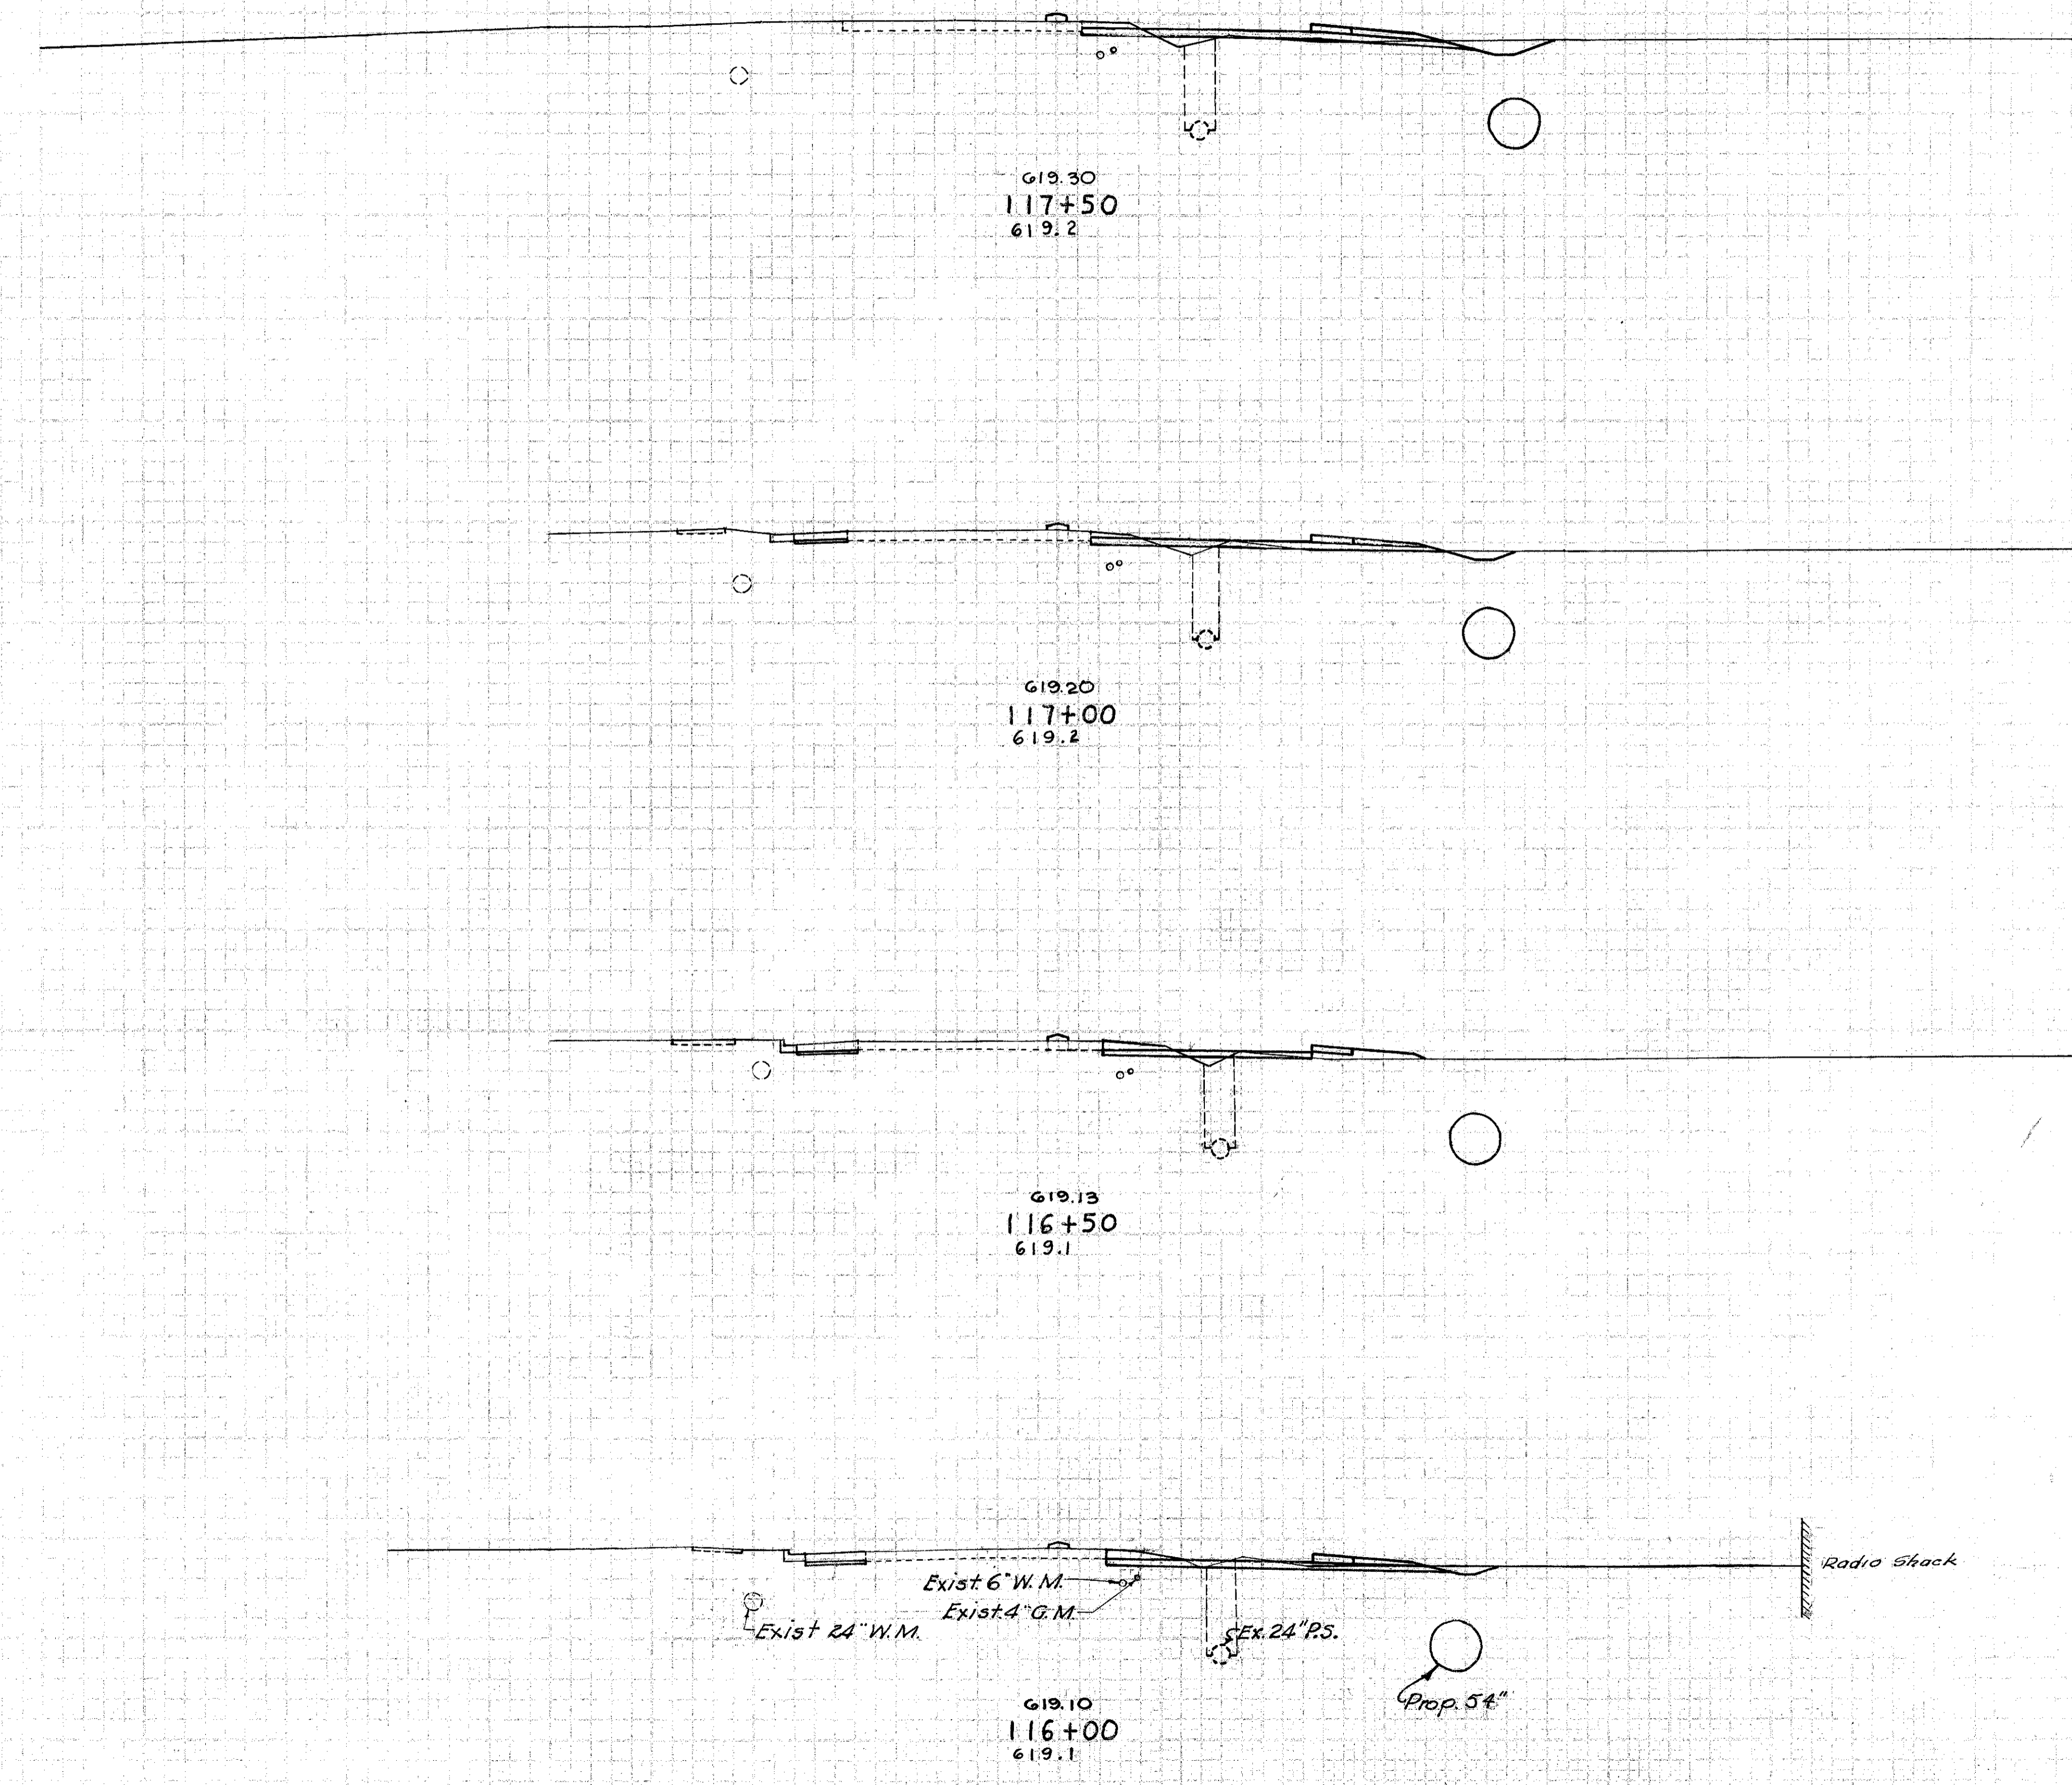 619.30
117+50
619.2
619.20
117+00
619.2
619.13
116+50
619.1
Radio Shack
Exist. 6" W.M.
Exist. 4" G.M.
Exist 24" W.M.
Ex. 24" P.S.
Prop. 54"
619.10
116+00
619.1